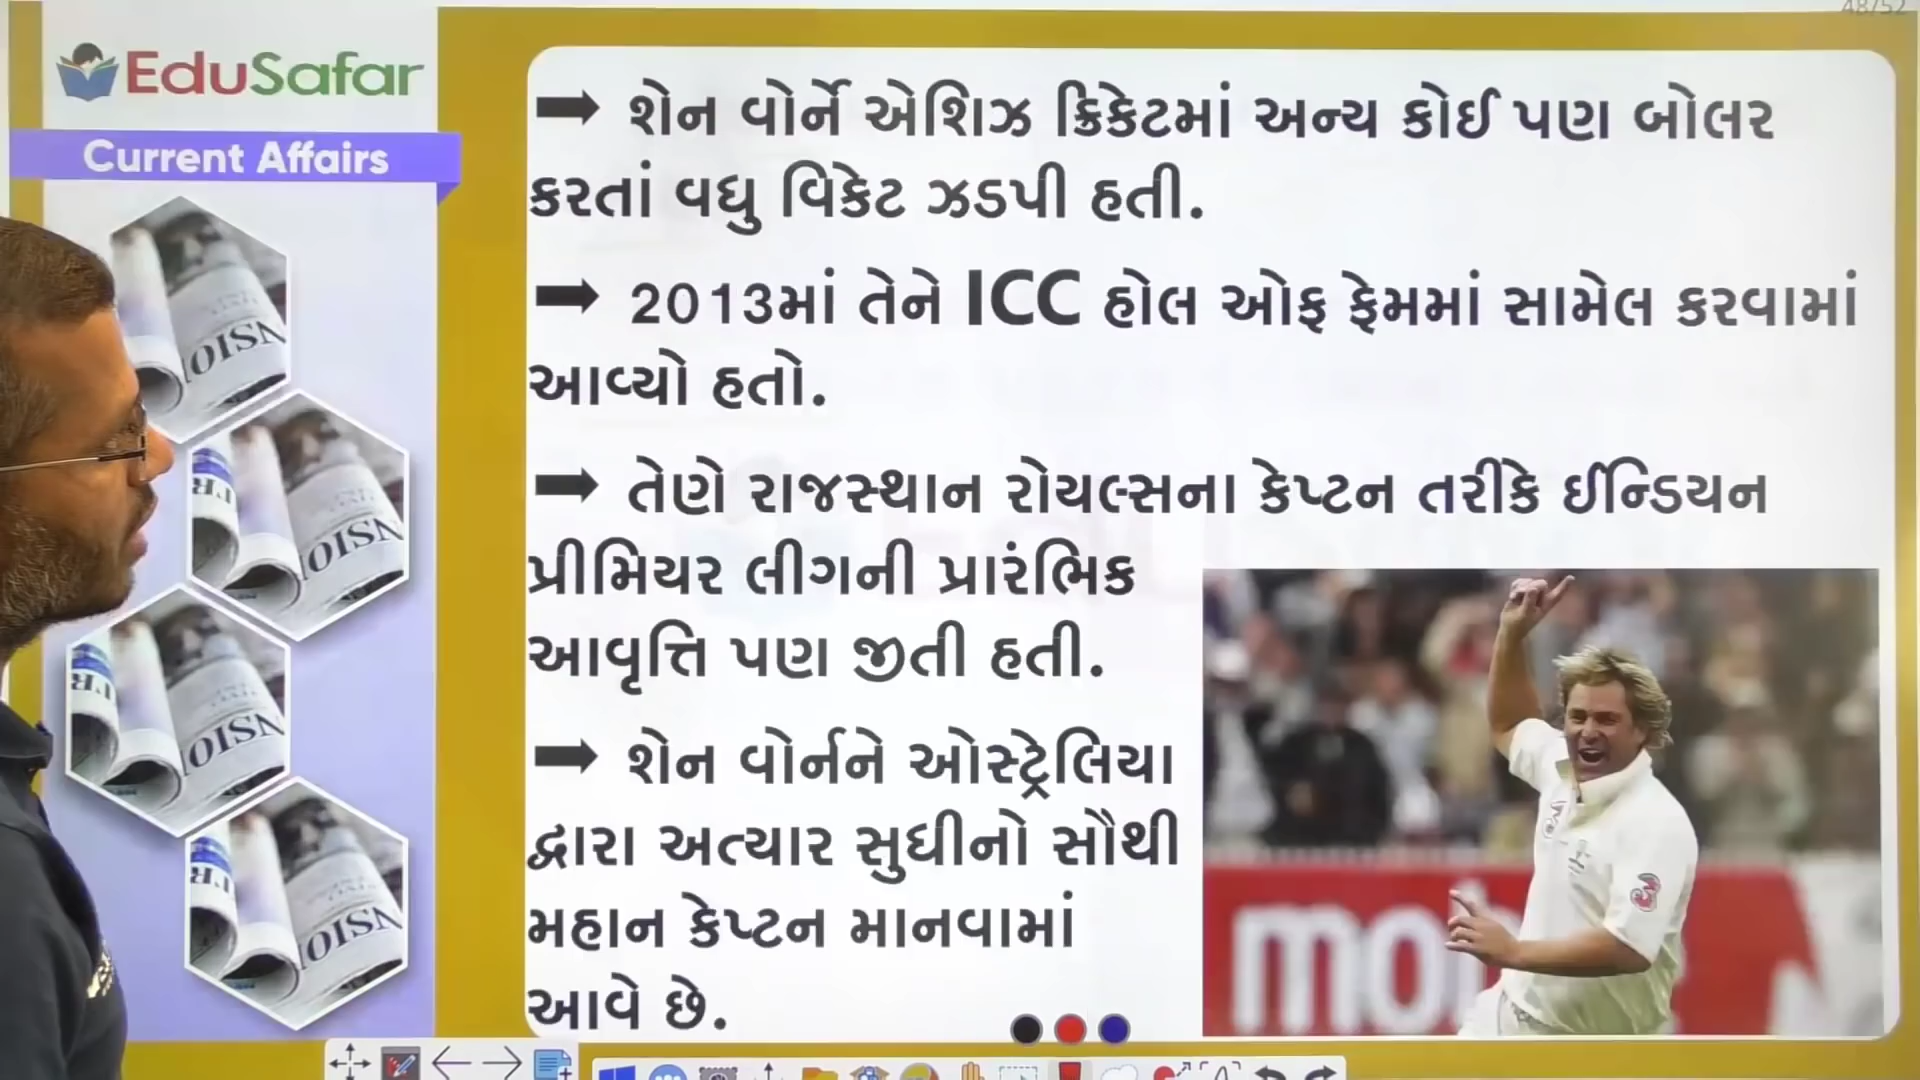 48/52
EduSafar
Current Affairs
➡ શેન વોર્ને એશિઝ ક્રિકેટમાં અન્ય કોઈ પણ બોલર
કરતાં વધુ વિકેટ ઝડપી હતી.
➡ 2013માં તેને ICC હોલ ઓફ ફેમમાં સામેલ કરવામાં
આવ્યો હતો.
➡ તેણે રાજસ્થાન રોયલ્સના કેપ્ટન તરીકે ઈન્ડિયન
પ્રીમિયર લીગની પ્રારંભિક
આવૃત્તિ પણ જીતી હતી.
➡ શેન વોર્નને ઓસ્ટ્રેલિયા
દ્વારા અત્યાર સુધીનો સૌથી
મહાન કેપ્ટન માનવામાં
આવે છે.